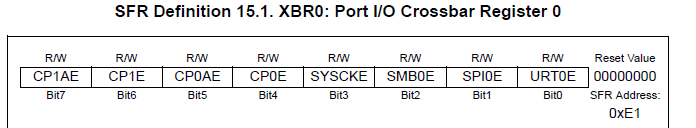 SFR Definition 15.1. XBR0: Port I/O Crossbar Register 0
R/W R/W R/W R/W R/W R/W R/W R/W Reset Value
CP1AE CP1E CP0AE CP0E SYSCKE SMB0E SPI0E URT0E 00000000
Bit7 Bit6 Bit5 Bit4 Bit3 Bit2 Bit1 Bit0 SFR Address:
0xE1